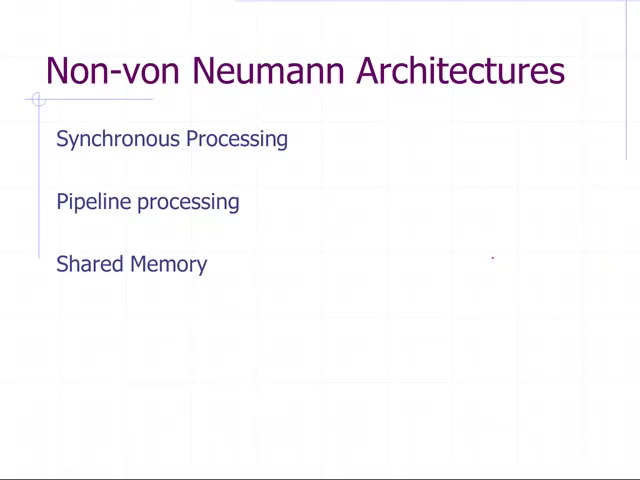 Non-von Neumann Architectures
Synchronous Processing
Pipeline processing
Shared Memory